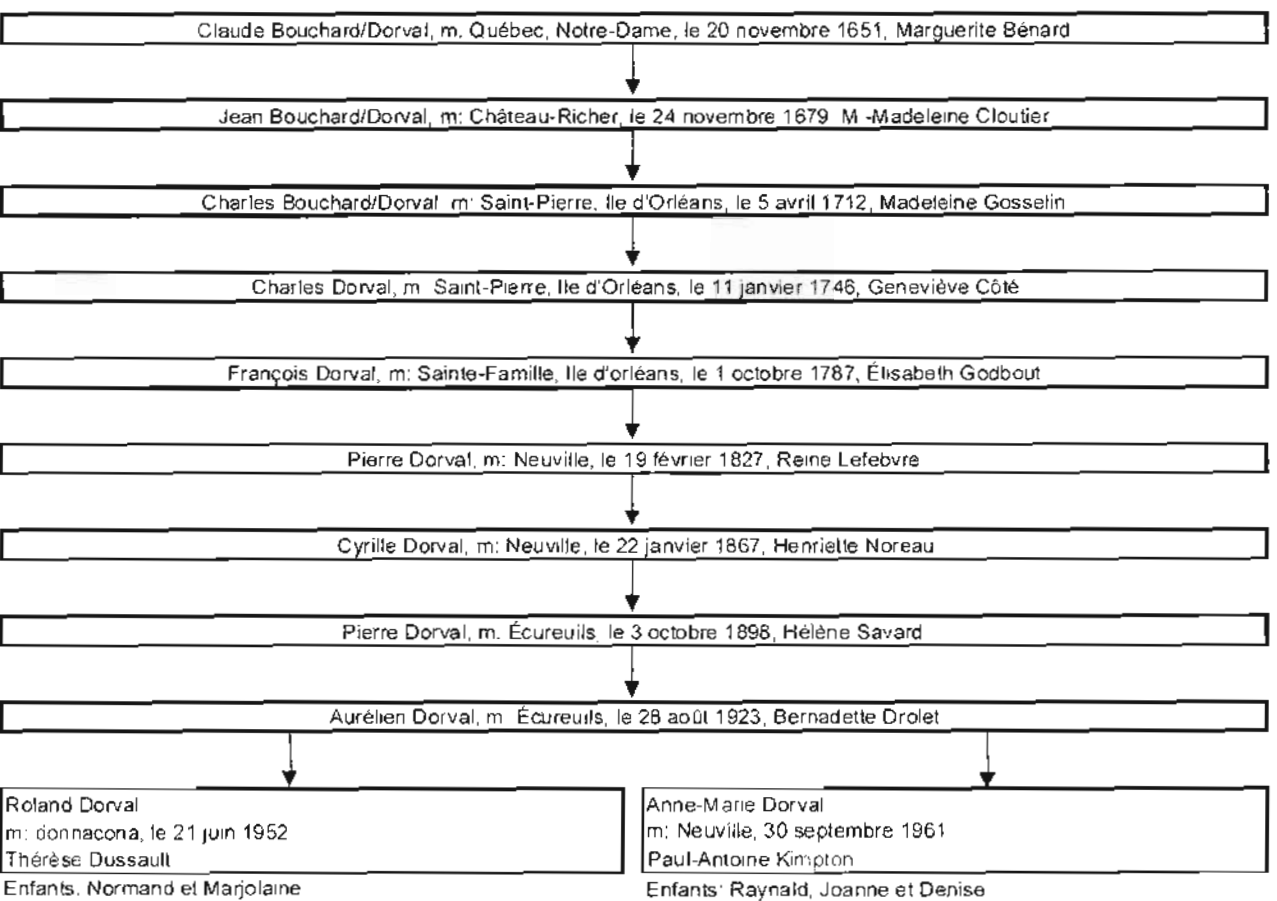 Claude Bouchard/Dorval, m. Québec, Notre-Dame, le 20 novembre 1651, Marguerite Bénard
Jean Bouchard/Dorval, m: Château-Richer, le 24 novembre 1679 M -Madeleine Cloutier
Charles Bouchard/Dorval m: Saint-Pierre, Ile d'Orléans, le 5 avril 1712, Madeleine Gosselin
Charles Dorval, m Saint-Pierre, Ile d'Orléans, le 11 janvier 1746, Geneviève Côté
François Dorval, m: Sainte-Famille, Ile d'orléans, le 1 octobre 1787, Élisabeth Godbout
Pierre Dorval, m: Neuville, le 19 février 1827, Reine Lefebvre
Cyrille Dorval, m: Neuville, le 22 janvier 1867, Henriette Noreau
Pierre Dorval, m. Écureuils, le 3 octobre 1898, Hélène Savard
Aurélien Dorval, m Écureuils, le 28 août 1923, Bernadette Drolet
Roland Dorval
m: donnacona, le 21 juin 1952
Thérèse Dussault
Enfants. Normand et Marjolaine
Anne-Marie Dorval
m: Neuville, 30 septembre 1961
Paul-Antoine Kimpton
Enfants: Raynald, Joanne et Denise